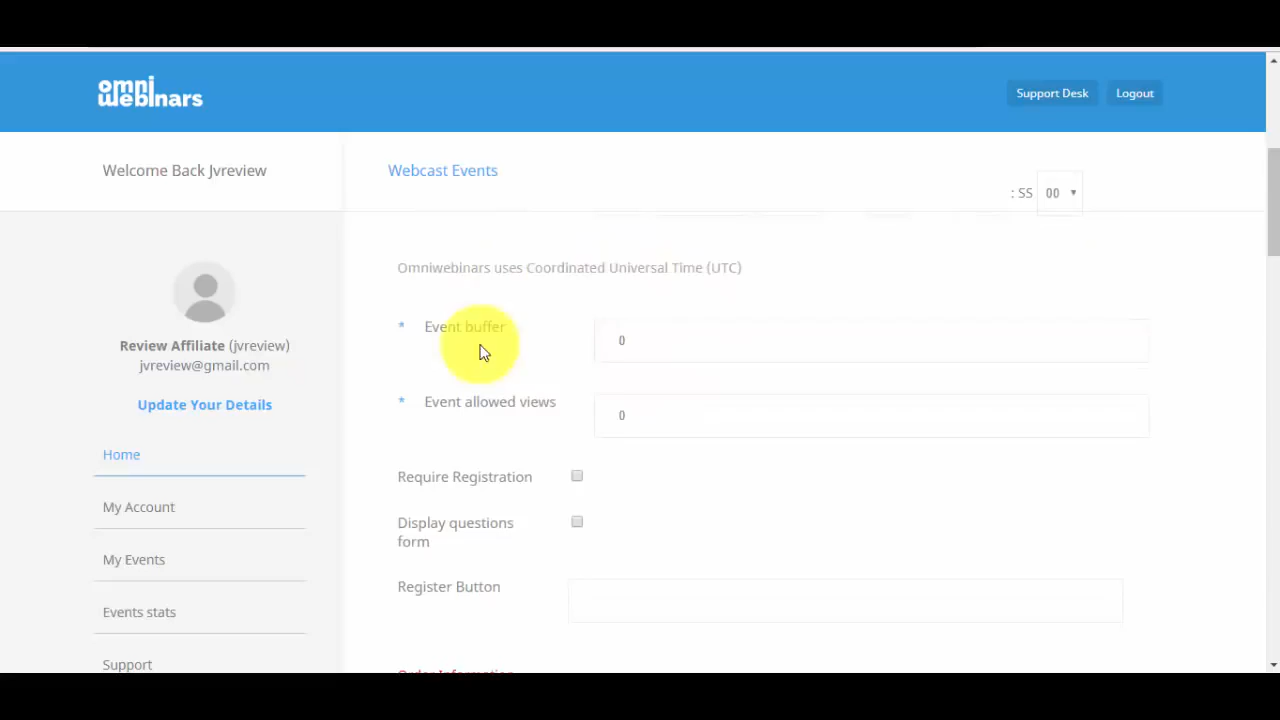 omni
webinars
Support Desk
Logout
Welcome Back Jvreview
Webcast Events
: SS 00
Omniwebinars uses Coordinated Universal Time (UTC)
* Event buffer
0
Review Affiliate (jvreview)
jvreview@gmail.com
* Event allowed views
0
Update Your Details
Home
My Account
My Events
Events stats
Support
Require Registration
Display questions
form
Register Button
Order Information